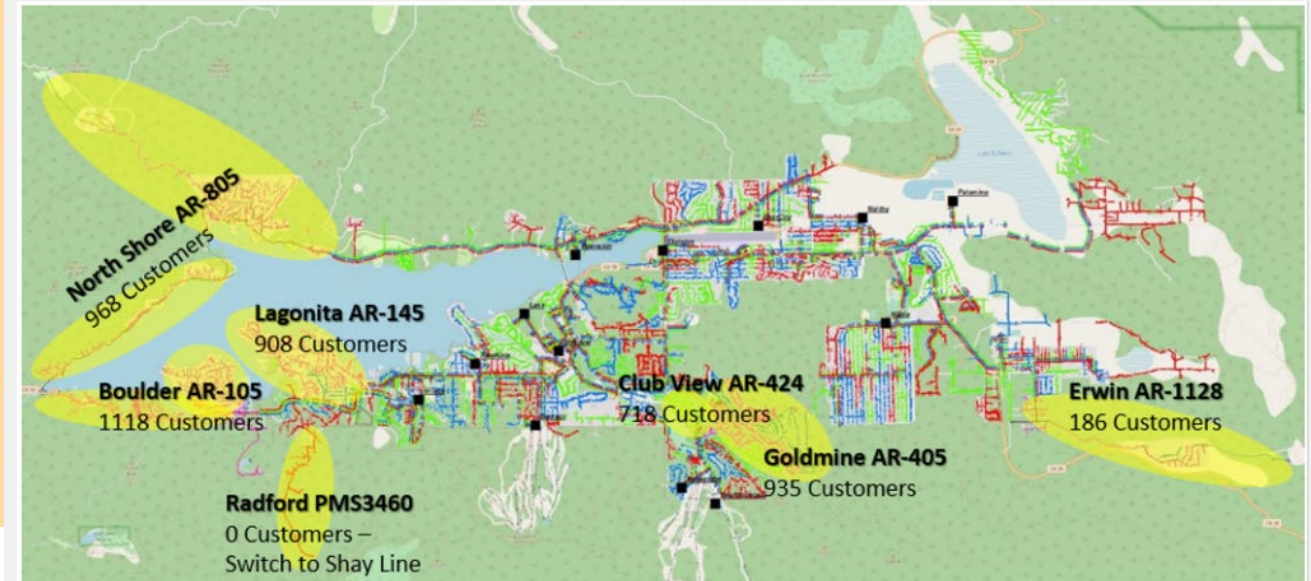 North Shore AR-805
968 Customers
Lagonita AR-145
908 Customers
Boulder AR-105
1118 Customers
Club View AR-424
718 Customers
Erwin AR-1128
186 Customers
Goldmine AR-405
935 Customers
Radford PMS3460
0 Customers –
Switch to Shay Line